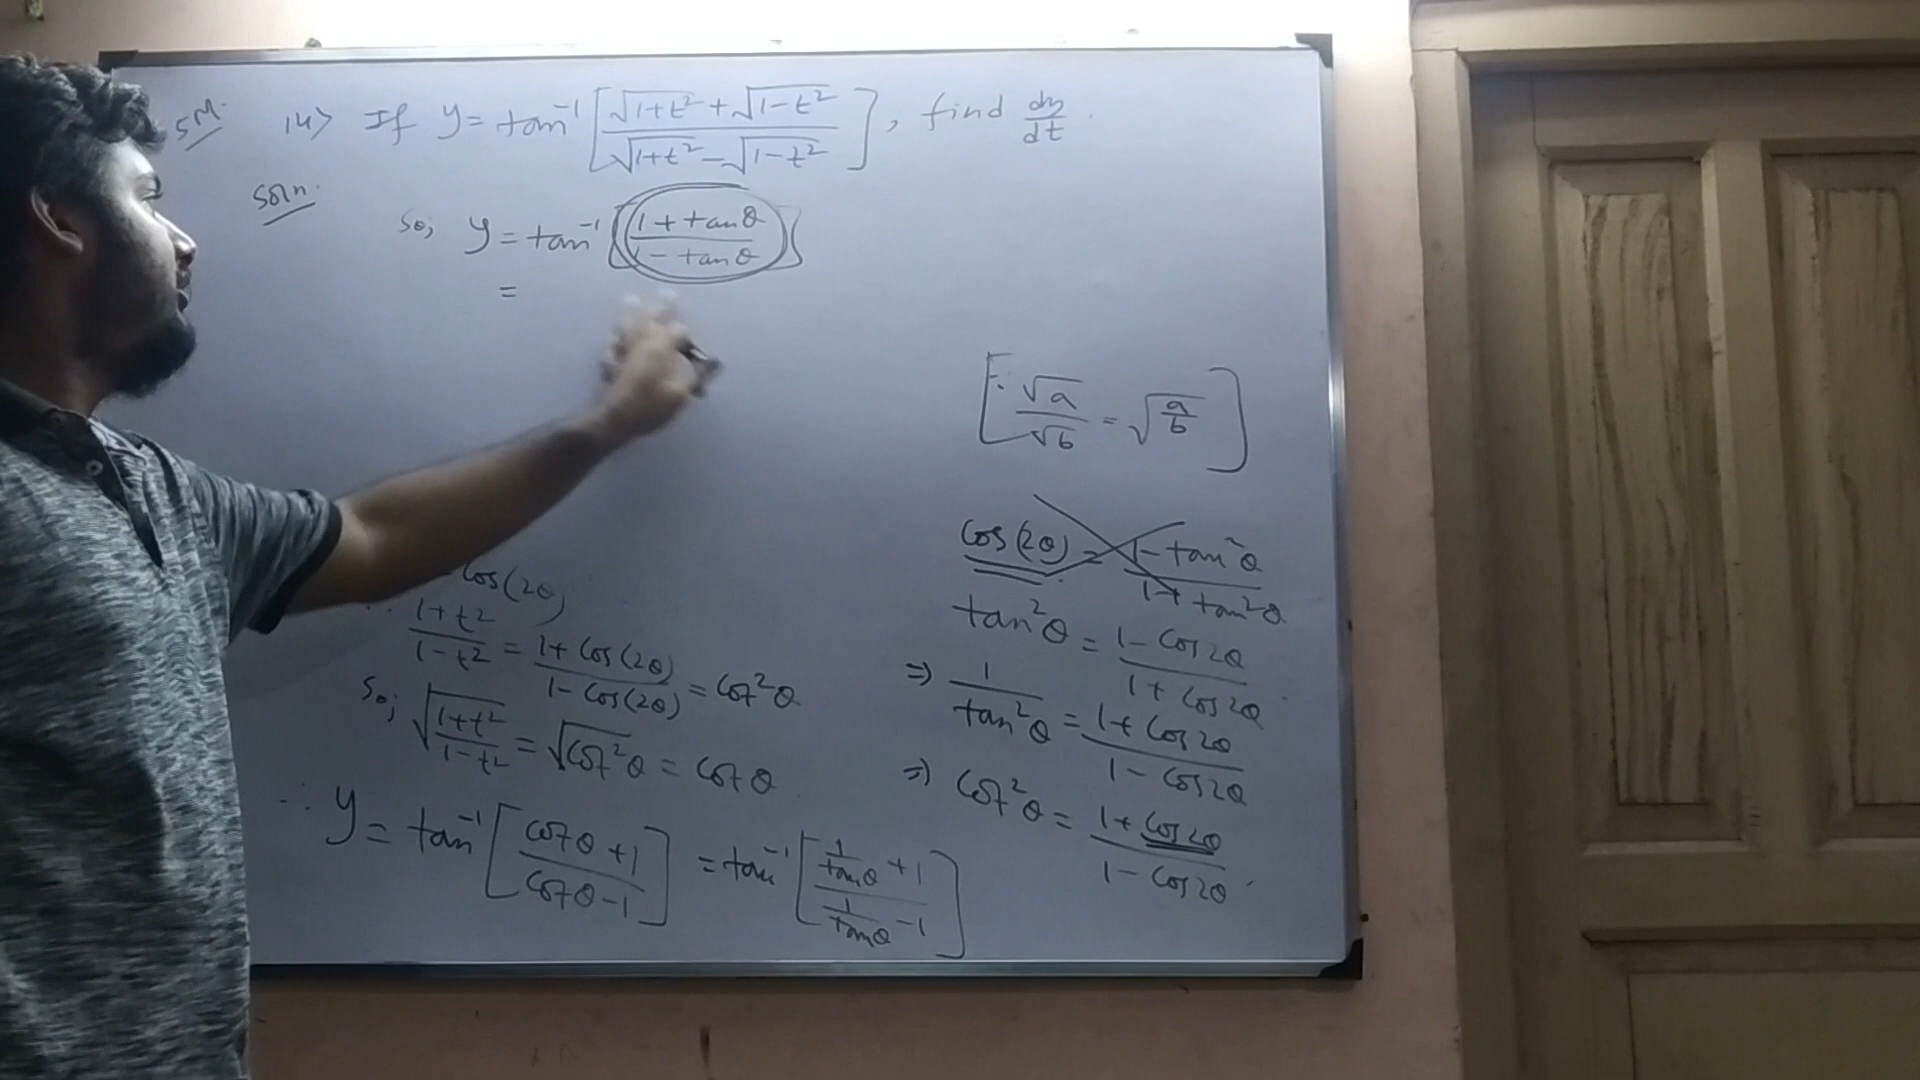 5M. 14> If y = tan⁻¹ [ (√1+t² + √1-t²) / (√1+t² - √1-t²) ], find dy/dt.
Soln.
So; y = tan⁻¹ [ (1 + tanθ) / (1 - tanθ) ]
=
[∵ √a / √b = √(a/b) ]
cos(2θ) = (1 - tan²θ) / (1 + tan²θ)
tan²θ = (1 - cos2θ) / (1 + cos2θ)
⇒ 1 / tan²θ = (1 + cos2θ) / (1 - cos2θ)
⇒ cot²θ = (1 + cos2θ) / (1 - cos2θ).
cos(2θ)
(1+t²) / (1-t²) = (1 + cos(2θ)) / (1 - cos(2θ)) = cot²θ
So; √((1+t²) / (1-t²)) = √cot²θ = cotθ
∴ y = tan⁻¹ [ (cotθ + 1) / (cotθ - 1) ] = tan⁻¹ [ (1/tanθ + 1) / (1/tanθ - 1) ]